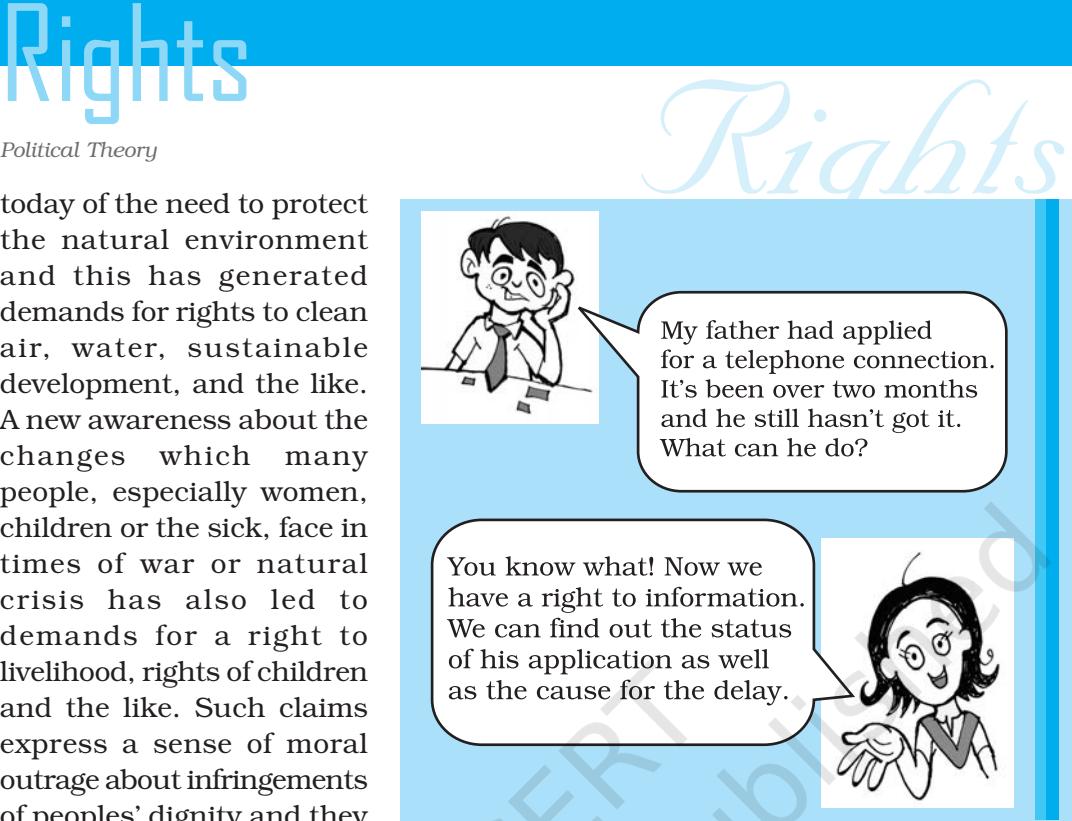 Rights
Rights
Political Theory
today of the need to protect
the natural environment
and this has generated
demands for rights to clean
air, water, sustainable
development, and the like.
A new awareness about the
changes which many
people, especially women,
children or the sick, face in
times of war or natural
crisis has also led to
demands for a right to
livelihood, rights of children
and the like. Such claims
express a sense of moral
outrage about infringements
of peoples' dignity and they
My father had applied
for a telephone connection.
It's been over two months
and he still hasn't got it.
What can he do?
You know what! Now we
have a right to information.
We can find out the status
of his application as well
as the cause for the delay.